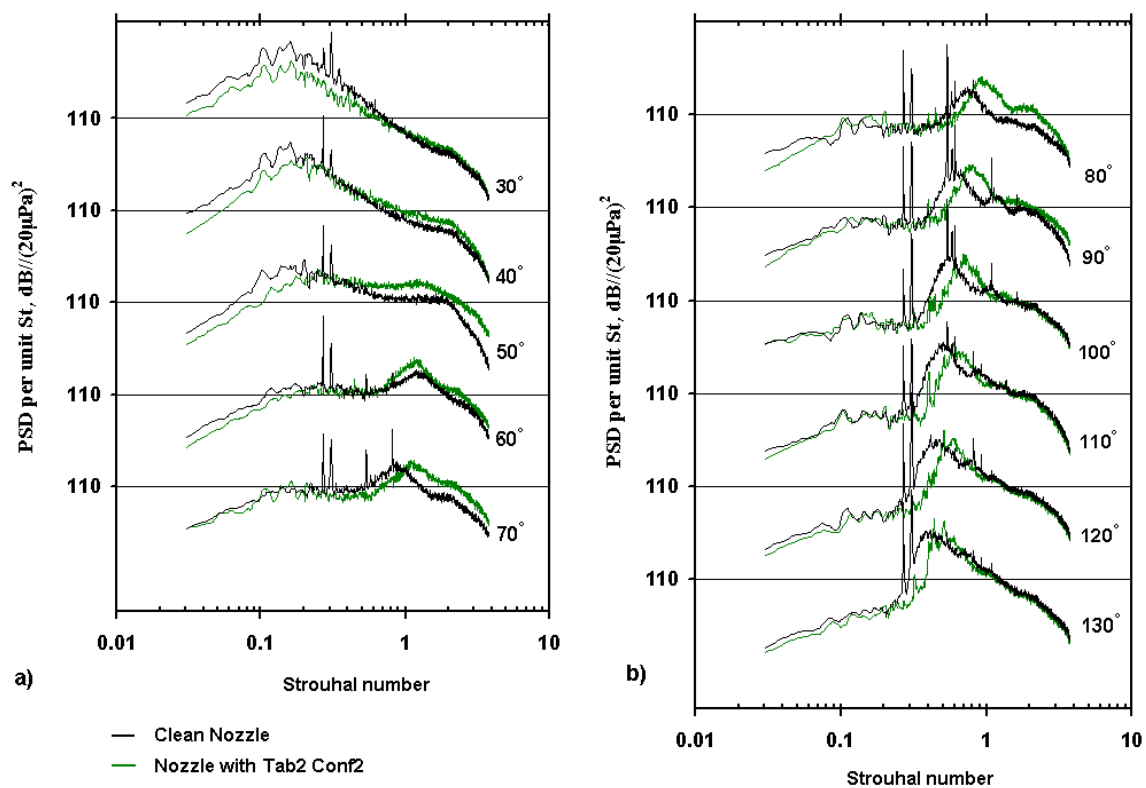 PSD per unit St, dB//(20µPa)²
110
30°
110
40°
110
50°
110
60°
110
70°
0.01 0.1 1 10
a)
Strouhal number
PSD per unit St, dB//(20µPa)²
110
80°
110
90°
110
100°
110
110°
110
120°
110
130°
0.01 0.1 1 10
b)
Strouhal number
Clean Nozzle
Nozzle with Tab2 Conf2